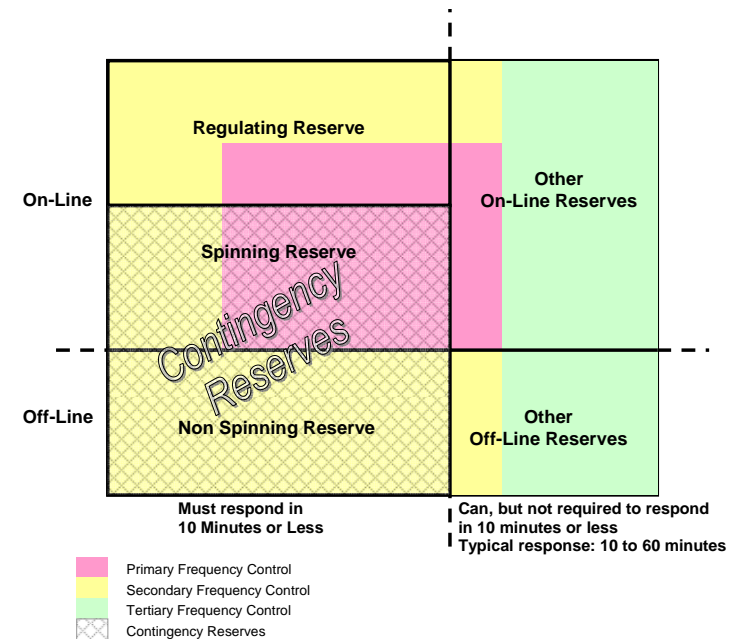 Regulating Reserve
Other
On-Line Reserves
On-Line
Spinning Reserve
Contingency
Reserves
Off-Line
Non Spinning Reserve
Other
Off-Line Reserves
Must respond in
10 Minutes or Less
Can, but not required to respond
in 10 minutes or less
Typical response: 10 to 60 minutes
Primary Frequency Control
Secondary Frequency Control
Tertiary Frequency Control
Contingency Reserves